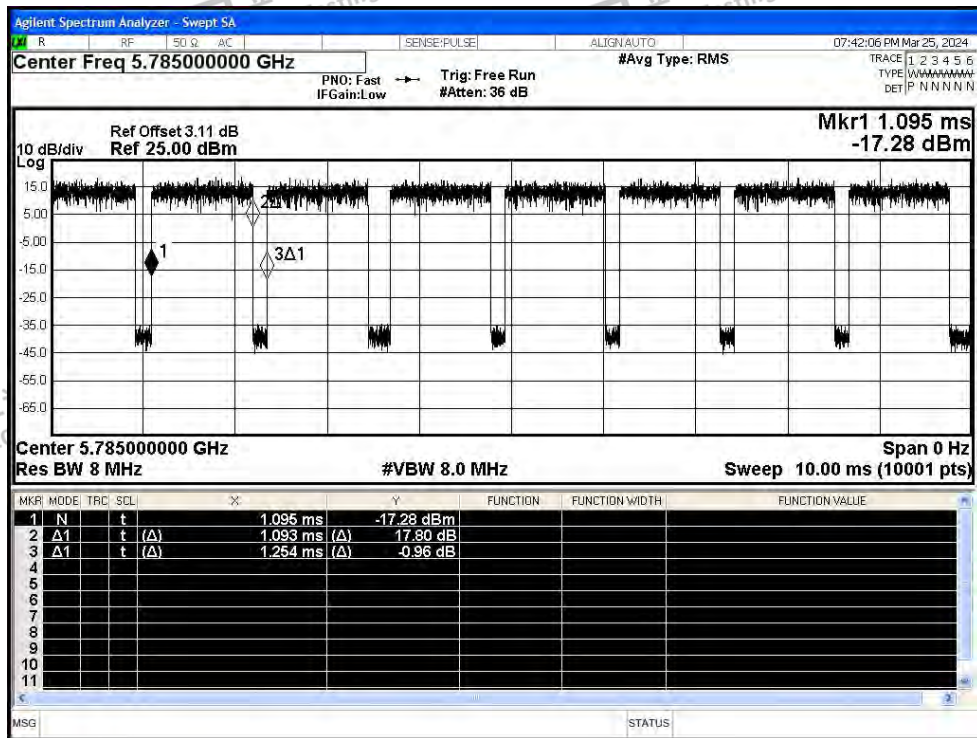 Agilent Spectrum Analyzer - Swept SA
R RF 50 Ω AC SENSE:PULSE ALIGN AUTO 07:42:06 PM Mar 25, 2024
Center Freq 5.785000000 GHz #Avg Type: RMS TRACE 1 2 3 4 5 6
PNO: Fast Trig: Free Run TYPE WWWWWW
IFGain:Low #Atten: 36 dB DET P N N N N N
Mkr1 1.095 ms
Ref Offset 3.11 dB
10 dB/div Ref 25.00 dBm -17.28 dBm
Log
15.0
2Δ1
5.00
-5.00
1 3Δ1
-15.0
-25.0
-35.0
-45.0
-55.0
-65.0
Center 5.785000000 GHz Span 0 Hz
Res BW 8 MHz #VBW 8.0 MHz Sweep 10.00 ms (10001 pts)
MKR MODE TRC SCL X Y FUNCTION FUNCTION WIDTH FUNCTION VALUE
1 N t 1.095 ms -17.28 dBm
2 Δ1 t (Δ) 1.093 ms (Δ) 17.80 dB
3 Δ1 t (Δ) 1.254 ms (Δ) -0.96 dB
4
5
6
7
8
9
10
11
MSG STATUS